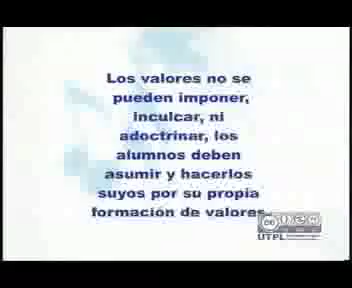 Los valores no se
pueden imponer,
inculcar, ni
adoctrinar, los
alumnos deben
asumir y hacerlos
suyos por su propia
formación de valores
cc
UTPL